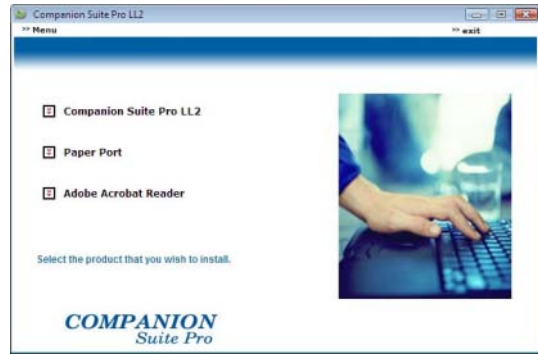 Companion Suite Pro LL2
>> Menu >> exit
Companion Suite Pro LL2
Paper Port
Adobe Acrobat Reader
Select the product that you wish to install.
COMPANION
Suite Pro